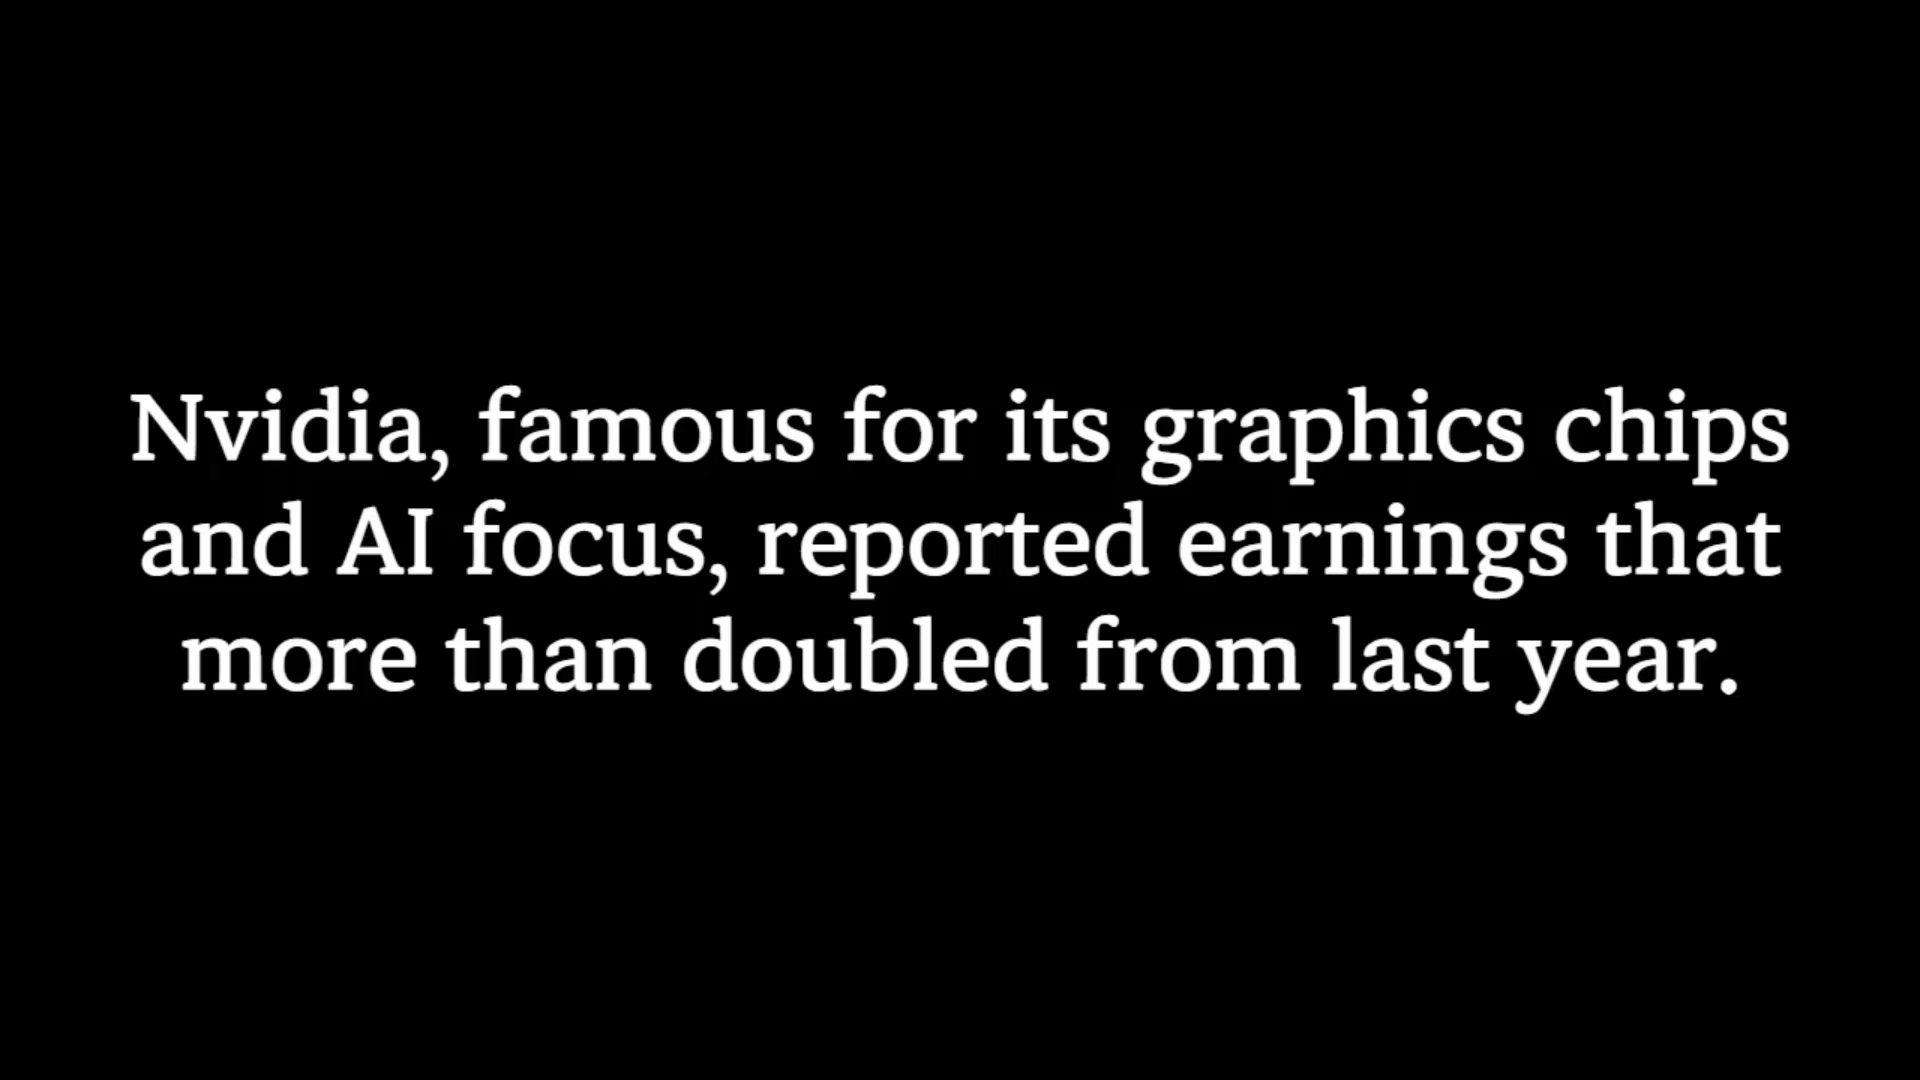 Nvidia, famous for its graphics chips
and AI focus, reported earnings that
more than doubled from last year.